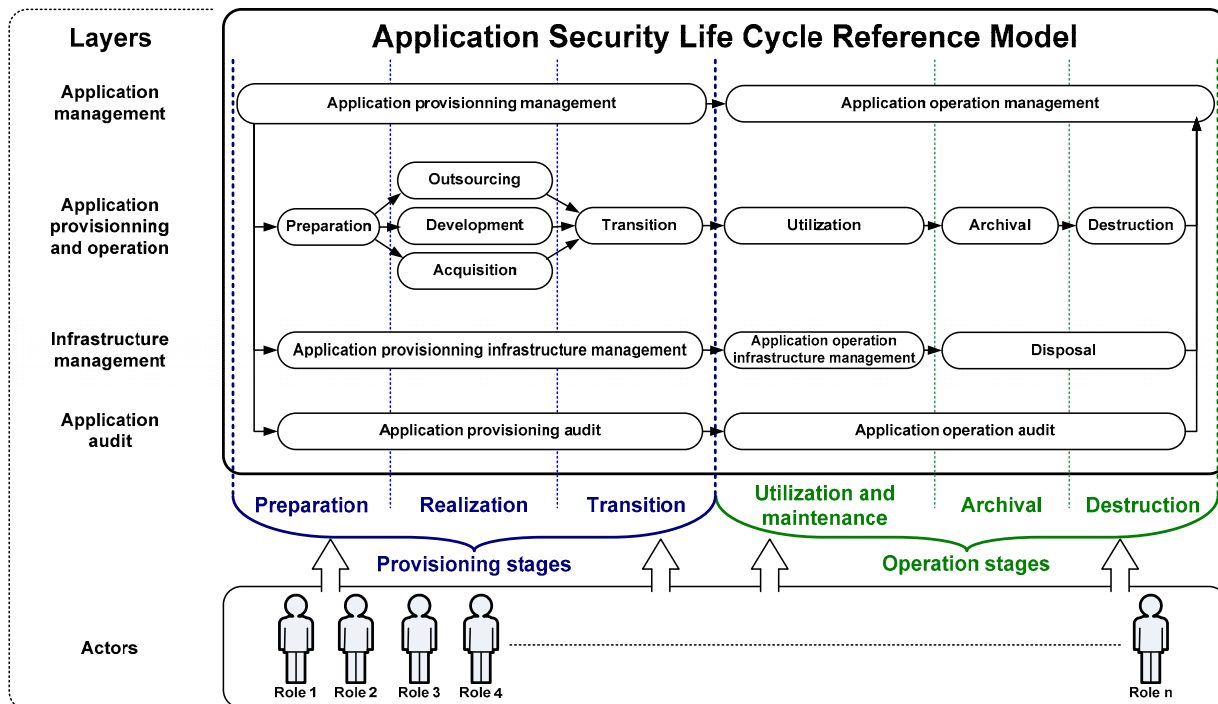 Layers
Application Security Life Cycle Reference Model
Application
management
Application provisionning management
Application operation management
Application
provisionning
and operation
Preparation
Outsourcing
Development
Acquisition
Transition
Utilization
Archival
Destruction
Infrastructure
management
Application provisionning infrastructure management
Application operation
infrastructure management
Disposal
Application
audit
Application provisioning audit
Application operation audit
Preparation
Realization
Transition
Utilization and
maintenance
Archival
Destruction
Provisioning stages
Operation stages
Actors
Role 1
Role 2
Role 3
Role 4
Role n